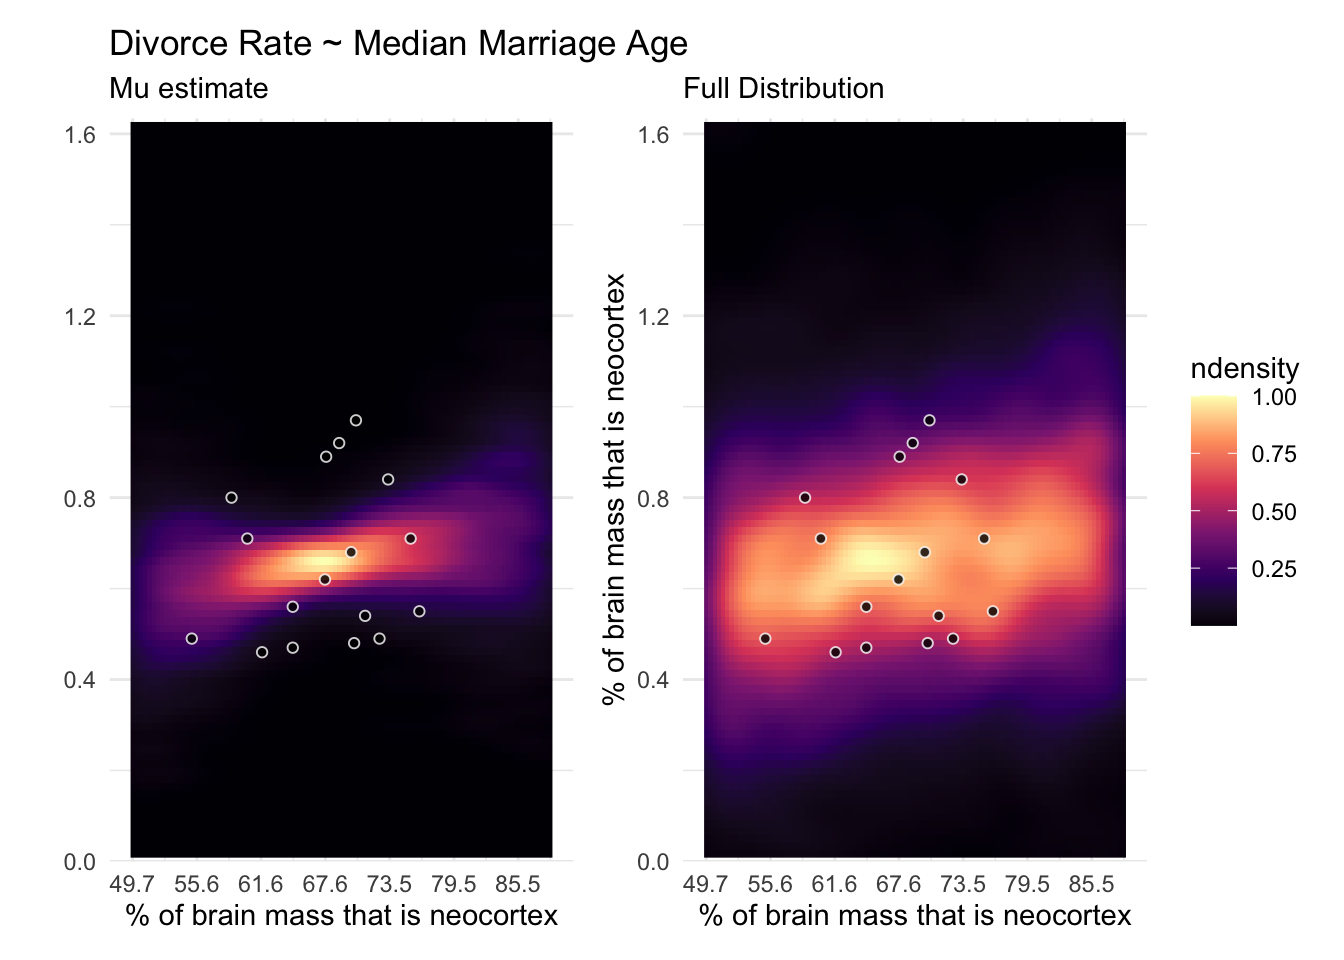 Divorce Rate ~ Median Marriage Age
Mu estimate
1.6
1.2
0.8
0.4
0.0
49.7 55.6 61.6 67.6 73.5 79.5 85.5
% of brain mass that is neocortex
Full Distribution
% of brain mass that is neocortex
1.6
1.2
0.8
0.4
0.0
49.7 55.6 61.6 67.6 73.5 79.5 85.5
% of brain mass that is neocortex
ndensity
1.00
0.75
0.50
0.25